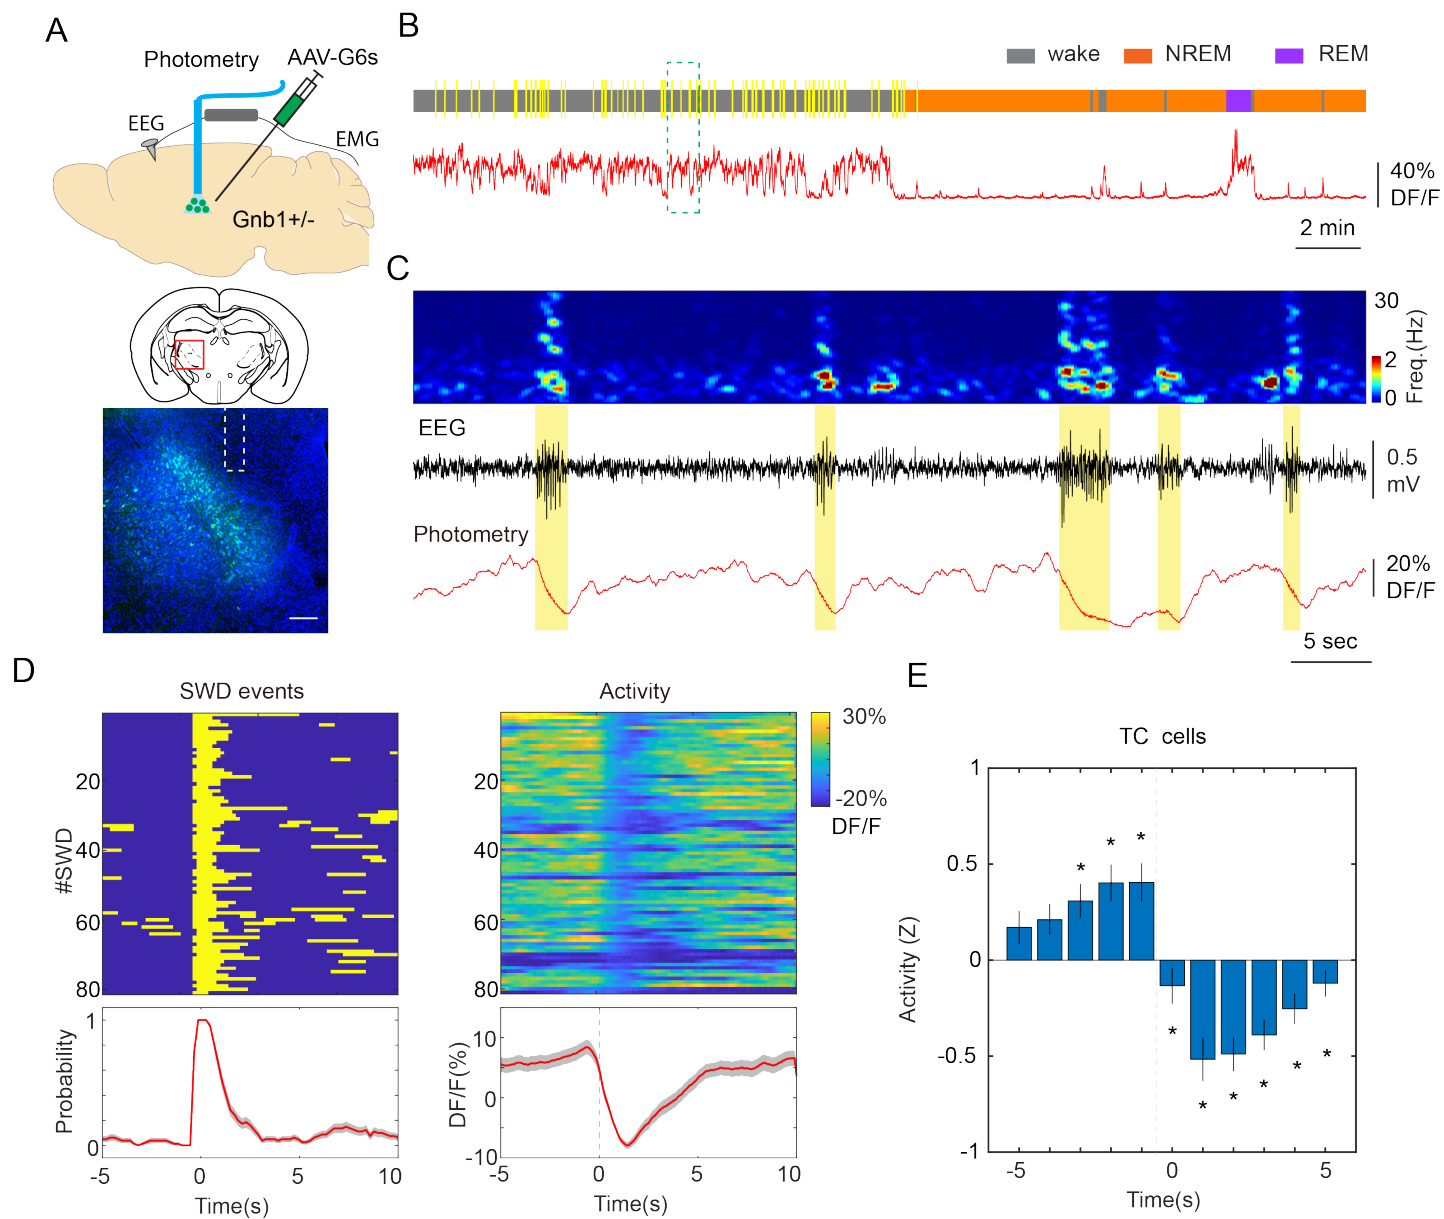 A
Photometry
AAV-G6s
EEG
EMG
Gnb1+/-
B
wake
NREM
REM
40%
DF/F
2 min
C
30
2
0
Freq.(Hz)
EEG
0.5
mV
Photometry
20%
DF/F
5 sec
D
SWD events
#SWD
20
40
60
80
Activity
30%
-20%
DF/F
20
40
60
80
Probability
1
0
-5
0
5
10
Time(s)
DF/F(%)
10
0
-10
-5
0
5
10
Time(s)
E
TC cells
Activity (Z)
1
0.5
0
-0.5
-1
* * *
* * * * * *
-5
0
5
Time(s)